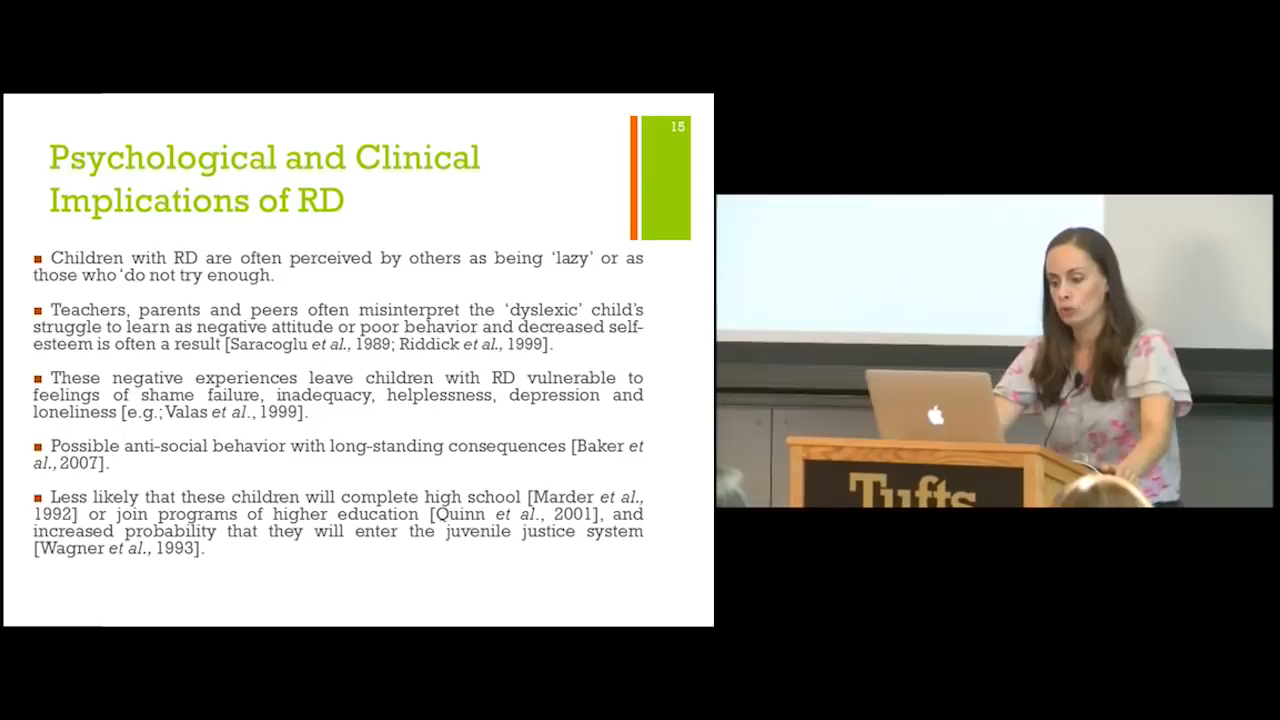 15
Psychological and Clinical
Implications of RD
Children with RD are often perceived by others as being ‘lazy’ or as
those who ‘do not try enough.
Teachers, parents and peers often misinterpret the ‘dyslexic’ child’s
struggle to learn as negative attitude or poor behavior and decreased self-
esteem is often a result [Saracoglu et al., 1989; Riddick et al., 1999].
These negative experiences leave children with RD vulnerable to
feelings of shame failure, inadequacy, helplessness, depression and
loneliness [e.g.; Valas et al., 1999].
Possible anti-social behavior with long-standing consequences [Baker et
al., 2007].
Less likely that these children will complete high school [Marder et al.,
1992] or join programs of higher education [Quinn et al., 2001], and
increased probability that they will enter the juvenile justice system
[Wagner et al., 1993].
Tufts